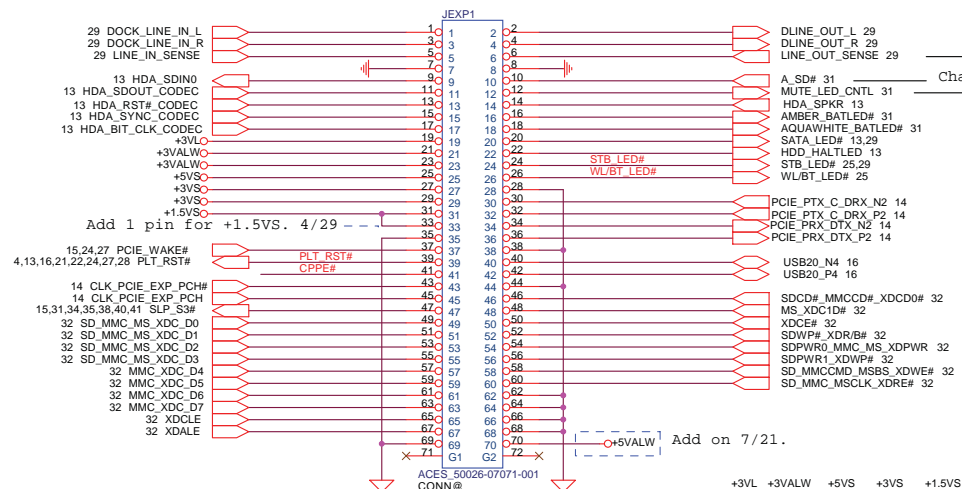 JEXP1
29 DOCK_LINE_IN_L 1 1 2 2 DLINE_OUT_L 29
29 DOCK_LINE_IN_R 3 3 4 4 DLINE_OUT_R 29
29 LINE_IN_SENSE 5 5 6 6 LINE_OUT_SENSE 29
7 7 8 8
13 HDA_SDIN0 9 9 10 10 A_SD# 31 Cha
13 HDA_SDOUT_CODEC 11 11 12 12 MUTE_LED_CNTL 31
13 HDA_RST#_CODEC 13 13 14 14 HDA_SPKR 13
13 HDA_SYNC_CODEC 15 15 16 16 AMBER_BATLED# 31
13 HDA_BIT_CLK_CODEC 17 17 18 18 AQUAWHITE_BATLED# 31
+3VL 19 19 20 20 SATA_LED# 13,29
+3VALW 21 21 22 22 HDD_HALTLED 13
+3VALW 23 23 24 24 STB_LED# STB_LED# 25,29
+5VS 25 25 26 26 WL/BT_LED# WL/BT_LED# 25
+3VS 27 27 28 28
+3VS 29 29 30 30 PCIE_PTX_C_DRX_N2 14
+1.5VS 31 31 32 32 PCIE_PTX_C_DRX_P2 14
Add 1 pin for +1.5VS. 4/29 33 33 34 34 PCIE_PRX_DTX_N2 14
35 35 36 36 PCIE_PRX_DTX_P2 14
15,24,27 PCIE_WAKE# 37 37 38 38
4,13,16,21,22,24,27,28 PLT_RST# PLT_RST# 39 39 40 40 USB20_N4 16
CPPE# 41 41 42 42 USB20_P4 16
14 CLK_PCIE_EXP_PCH# 43 43 44 44
14 CLK_PCIE_EXP_PCH 45 45 46 46 SDCD#_MMCCD#_XDCD0# 32
15,31,34,35,38,40,41 SLP_S3# 47 47 48 48 MS_XDC1D# 32
32 SD_MMC_MS_XDC_D0 49 49 50 50 XDCE# 32
32 SD_MMC_MS_XDC_D1 51 51 52 52 SDWP#_XDR/B# 32
32 SD_MMC_MS_XDC_D2 53 53 54 54 SDPWR0_MMC_MS_XDPWR 32
32 SD_MMC_MS_XDC_D3 55 55 56 56 SDPWR1_XDWP# 32
32 MMC_XDC_D4 57 57 58 58 SD_MMCCMD_MSBS_XDWE# 32
32 MMC_XDC_D5 59 59 60 60 SD_MMC_MSCLK_XDRE# 32
32 MMC_XDC_D6 61 61 62 62
32 MMC_XDC_D7 63 63 64 64
32 XDCLE 65 65 66 66
32 XDALE 67 67 68 68
69 69 70 70 +5VALW Add on 7/21.
71 G1 G2 72
ACES_50026-07071-001
CONN@
+3VL +3VALW +5VS +3VS +1.5VS